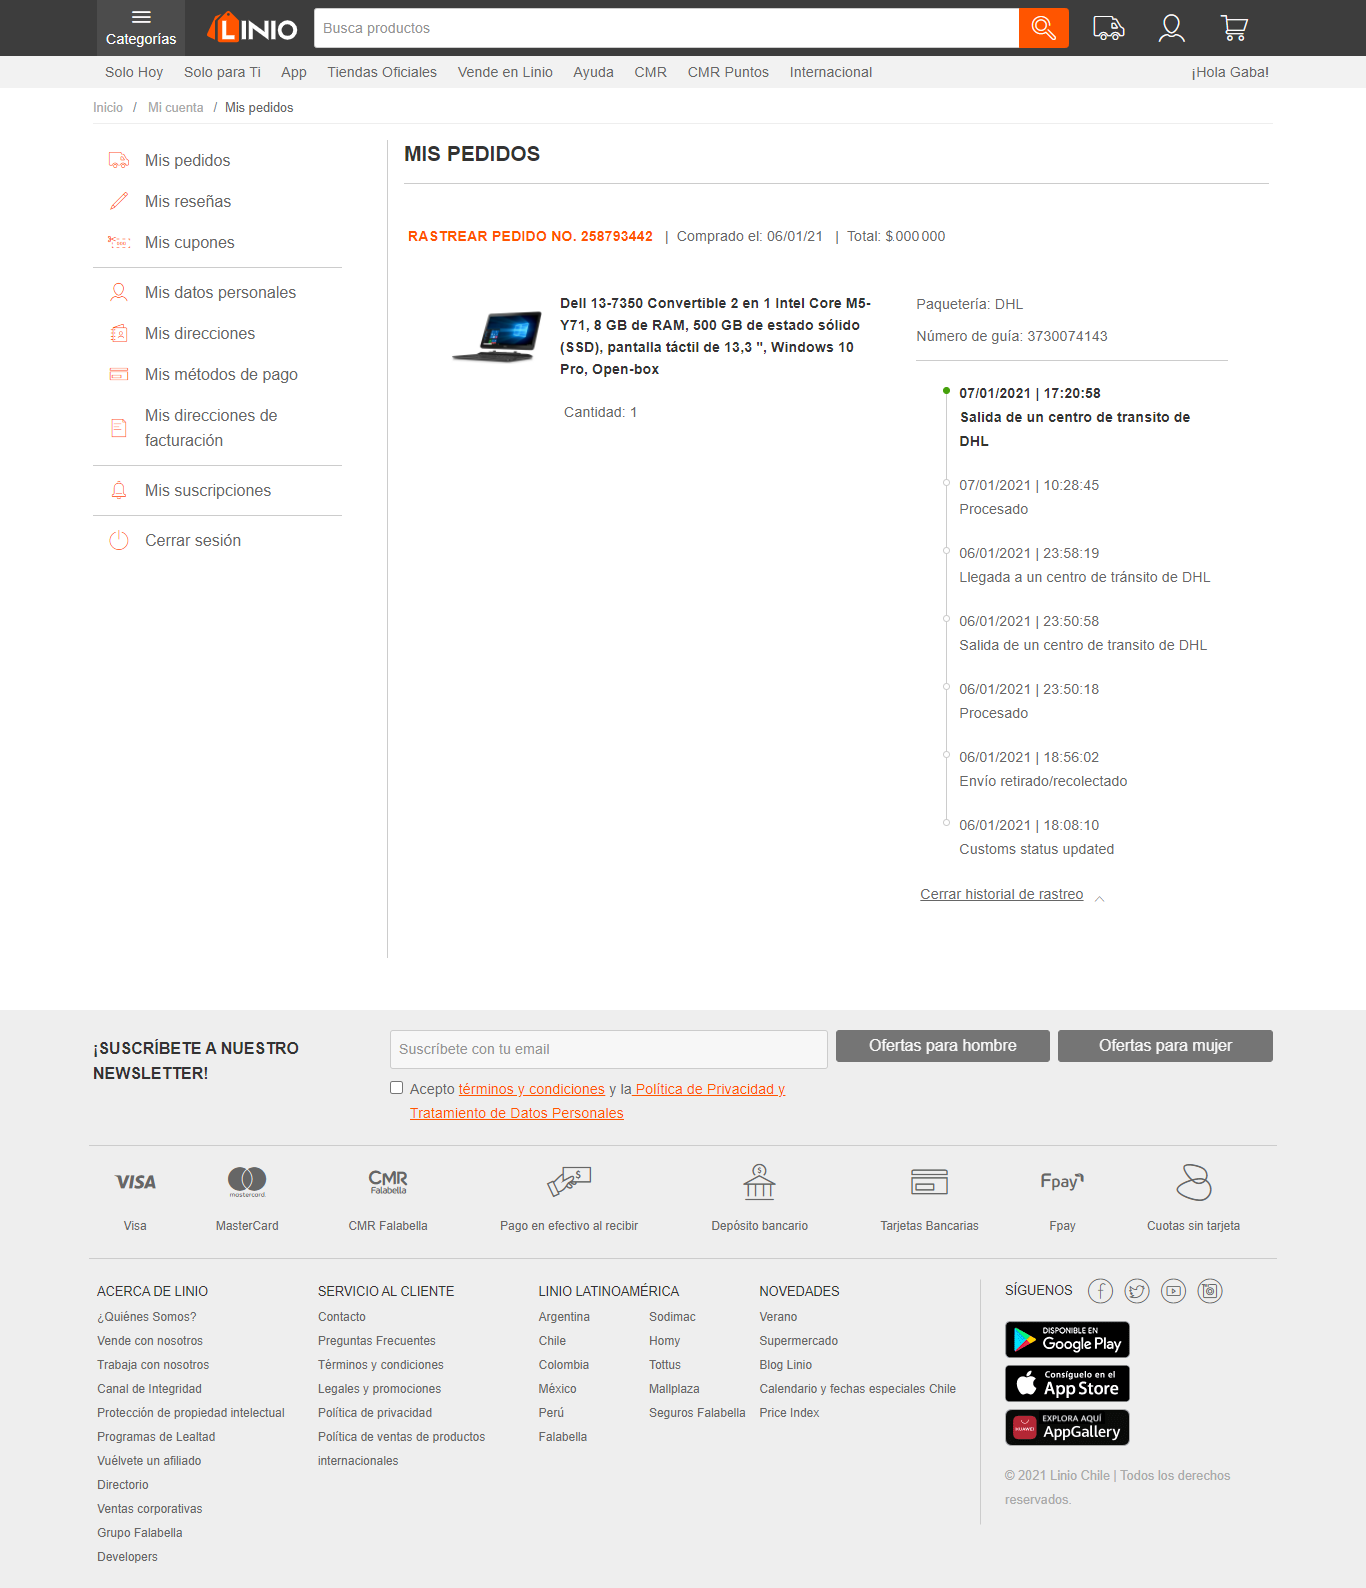 Categorías
LINIO
Busca productos
Solo Hoy Solo para Ti App Tiendas Oficiales Vende en Linio Ayuda CMR CMR Puntos Internacional ¡Hola Gaba!
Inicio / Mi cuenta / Mis pedidos
Mis pedidos
Mis reseñas
Mis cupones
Mis datos personales
Mis direcciones
Mis métodos de pago
Mis direcciones de
facturación
Mis suscripciones
Cerrar sesión
MIS PEDIDOS
RASTREAR PEDIDO NO. 258793442 | Comprado el: 06/01/21 | Total: $.000 000
Dell 13-7350 Convertible 2 en 1 Intel Core M5-
Y71, 8 GB de RAM, 500 GB de estado sólido
(SSD), pantalla táctil de 13,3 ", Windows 10
Pro, Open-box
Cantidad: 1
Paquetería: DHL
Número de guía: 3730074143
07/01/2021 | 17:20:58
Salida de un centro de transito de
DHL
07/01/2021 | 10:28:45
Procesado
06/01/2021 | 23:58:19
Llegada a un centro de tránsito de DHL
06/01/2021 | 23:50:58
Salida de un centro de transito de DHL
06/01/2021 | 23:50:18
Procesado
06/01/2021 | 18:56:02
Envío retirado/recolectado
06/01/2021 | 18:08:10
Customs status updated
Cerrar historial de rastreo
¡SUSCRÍBETE A NUESTRO
NEWSLETTER!
Suscríbete con tu email
Ofertas para hombre
Ofertas para mujer
Acepto términos y condiciones y la Política de Privacidad y
Tratamiento de Datos Personales
VISA
mastercard
CMR
Falabella
Fpay
Visa
MasterCard
CMR Falabella
Pago en efectivo al recibir
Depósito bancario
Tarjetas Bancarias
Fpay
Cuotas sin tarjeta
ACERCA DE LINIO
¿Quiénes Somos?
Vende con nosotros
Trabaja con nosotros
Canal de Integridad
Protección de propiedad intelectual
Programas de Lealtad
Vuélvete un afiliado
Directorio
Ventas corporativas
Grupo Falabella
Developers
SERVICIO AL CLIENTE
Contacto
Preguntas Frecuentes
Términos y condiciones
Legales y promociones
Política de privacidad
Política de ventas de productos
internacionales
LINIO LATINOAMÉRICA
Argentina
Chile
Colombia
México
Perú
Falabella
Sodimac
Homy
Tottus
Mallplaza
Seguros Falabella
NOVEDADES
Verano
Supermercado
Blog Linio
Calendario y fechas especiales Chile
Price Index
SÍGUENOS
DISPONIBLE EN
Google Play
Consíguelo en el
App Store
HUAWEI
EXPLORA AQUÍ
AppGallery
© 2021 Linio Chile | Todos los derechos
reservados.